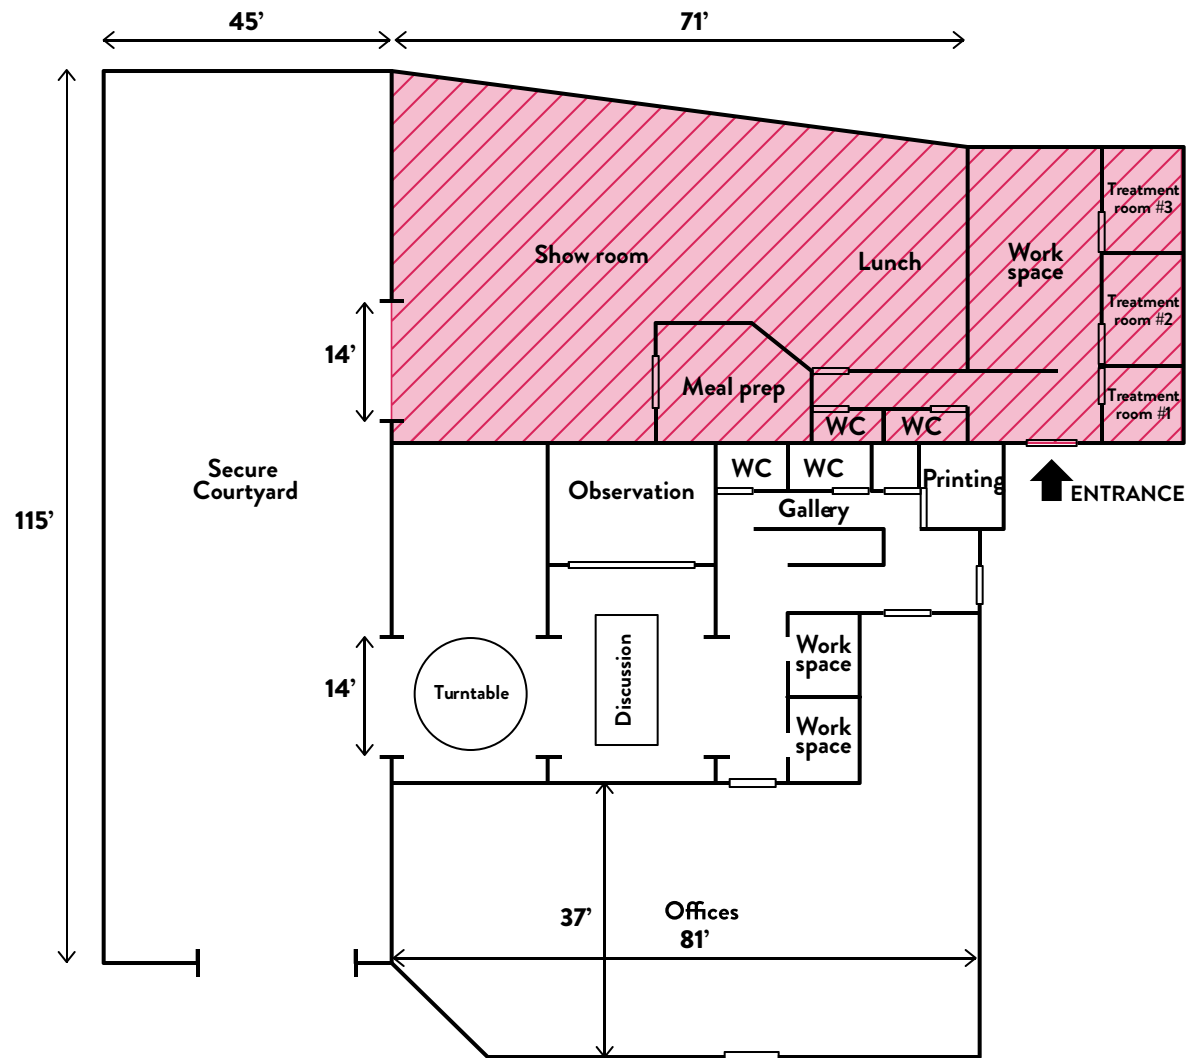 45’
71’
Treatment
room #3
Show room
Lunch
Work
space
Treatment
room #2
14’
Meal prep
Treatment
room #1
WC
WC
Secure
Courtyard
WC
WC
Printing
Observation
ENTRANCE
Gallery
115’
Work
space
Discussion
14’
Turntable
Work
space
37’
Offices
81’